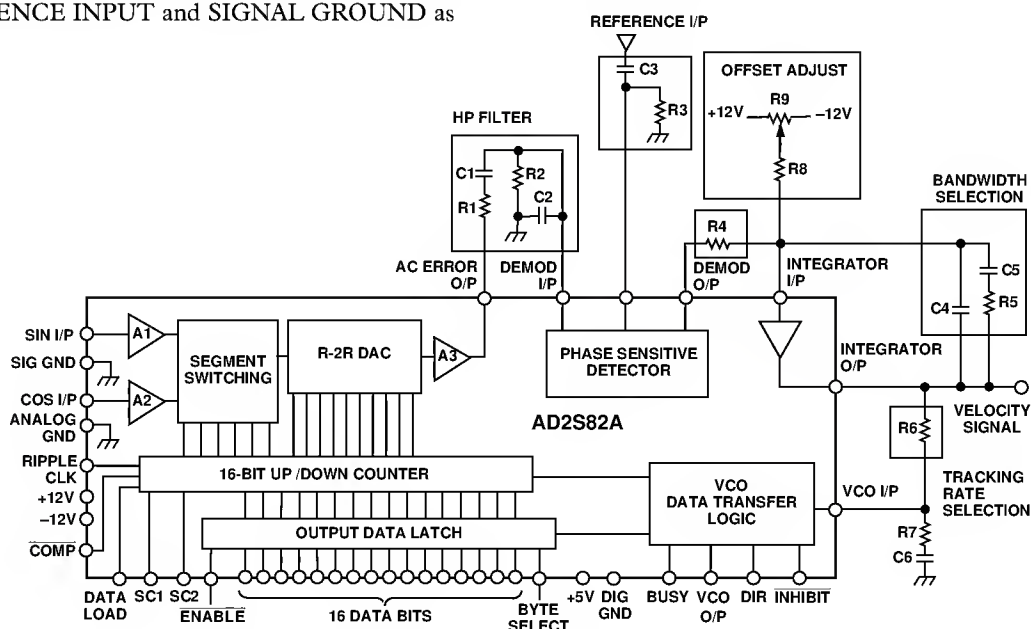 ENCE INPUT and SIGNAL GROUND as
REFERENCE I/P
C3
R3
OFFSET ADJUST
R9
+12V
–12V
R8
HP FILTER
C1
R2
R1
C2
BANDWIDTH
SELECTION
C5
C4
R5
R4
AC ERROR
O/P
DEMOD
I/P
DEMOD
O/P
INTEGRATOR
I/P
SIN I/P
A1
SIG GND
COS I/P
A2
ANALOG
GND
SEGMENT
SWITCHING
R-2R DAC
A3
PHASE SENSITIVE
DETECTOR
INTEGRATOR
O/P
AD2S82A
VELOCITY
SIGNAL
R6
RIPPLE
CLK
+12V
–12V
COMP
16-BIT UP /DOWN COUNTER
VCO
DATA TRANSFER
LOGIC
VCO I/P
TRACKING
RATE
SELECTION
R7
C6
OUTPUT DATA LATCH
DATA
LOAD
SC1
SC2
ENABLE
16 DATA BITS
BYTE
SELECT
+5V
DIG
GND
BUSY
VCO
O/P
DIR
INHIBIT